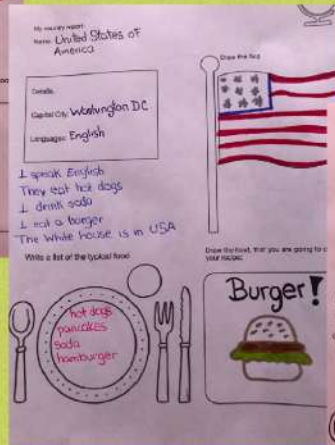 My country report:
Name: United States of
America
Draw the flag
Details.
Capital City: Washington DC
Languages: English
I speak English
They eat hot dogs
I drink soda
I eat a burger
The White House is in USA
Write a list of the typical food
Draw the food, that you are going to
your recipes
Burger!
hot dogs
pancakes
soda
hamburger